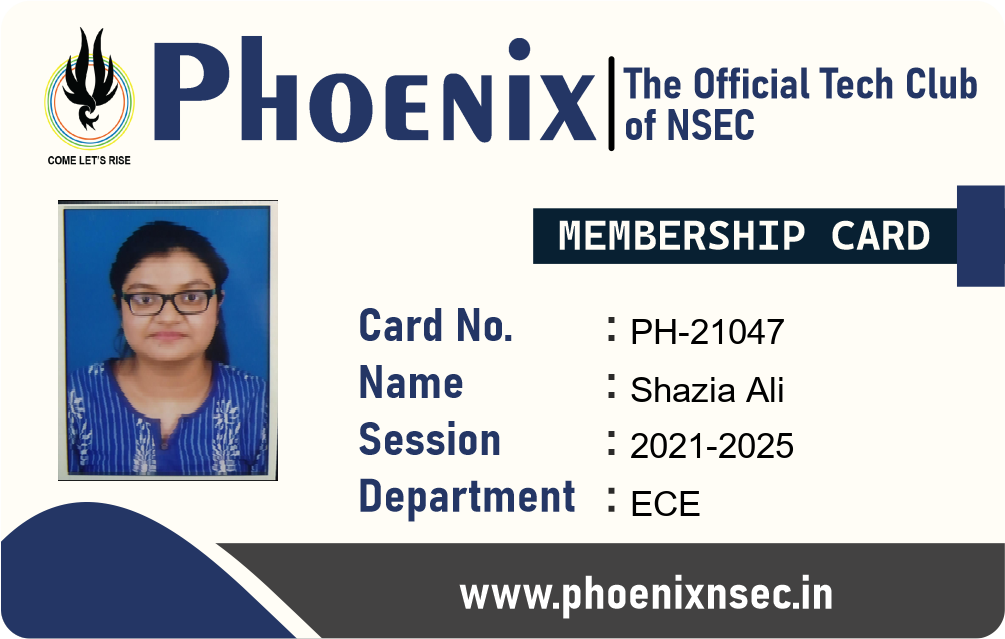 COME LET'S RISE
PHOENIX
The Official Tech Club
of NSEC
MEMBERSHIP CARD
Card No. : PH-21047
Name : Shazia Ali
Session : 2021-2025
Department : ECE
www.phoenixnsec.in